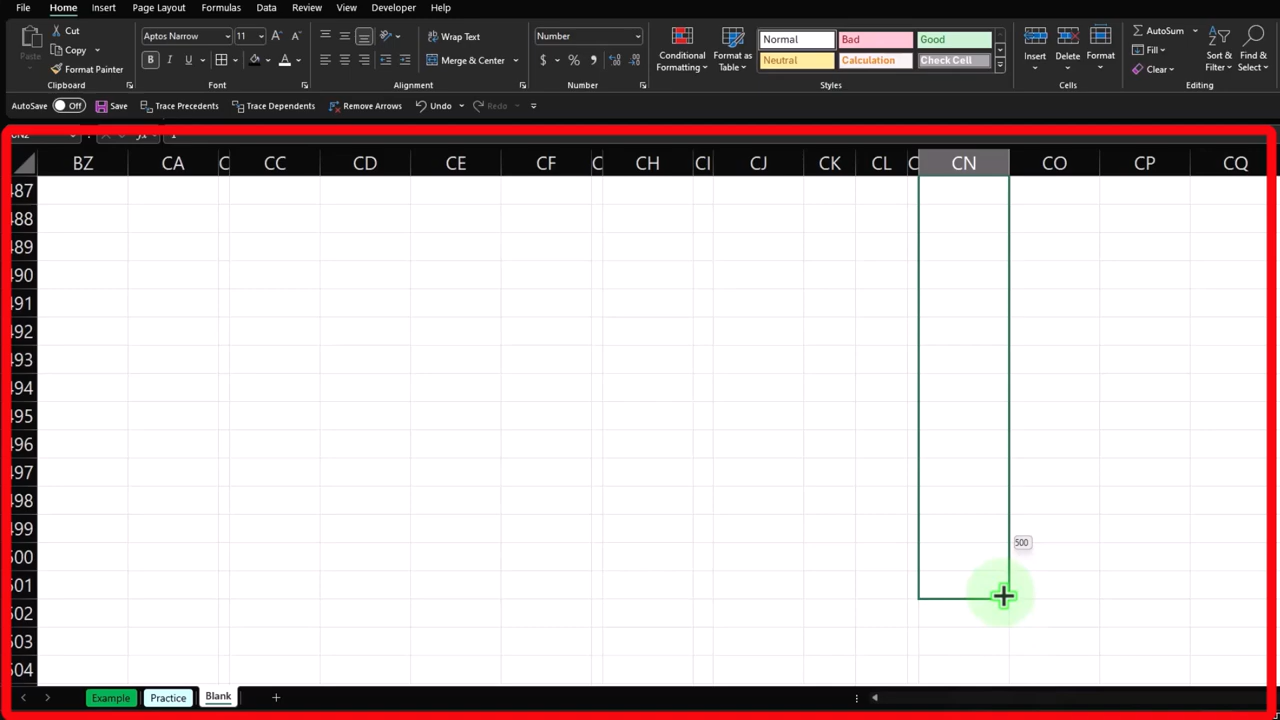 File Home Insert Page Layout Formulas Data Review View Developer Help
Cut
Copy
Format Painter
Paste
Clipboard
Aptos Narrow 11 A A
B I U A
Font
Wrap Text
Merge & Center
Alignment
Number
$ % 9
Number
Conditional Formatting
Format as Table
Normal Bad Good
Neutral Calculation Check Cell
Styles
Insert Delete Format
Cells
AutoSum
Fill
Clear
Sort & Filter
Find & Select
Editing
AutoSave Off Save Trace Precedents Trace Dependents Remove Arrows Undo Redo
BZ CA C CC CD CE CF C CH CI CJ CK CL C CN CO CP CQ
487
488
489
490
491
492
493
494
495
496
497
498
499
500
500
501
502
503
504
Example Practice Blank +